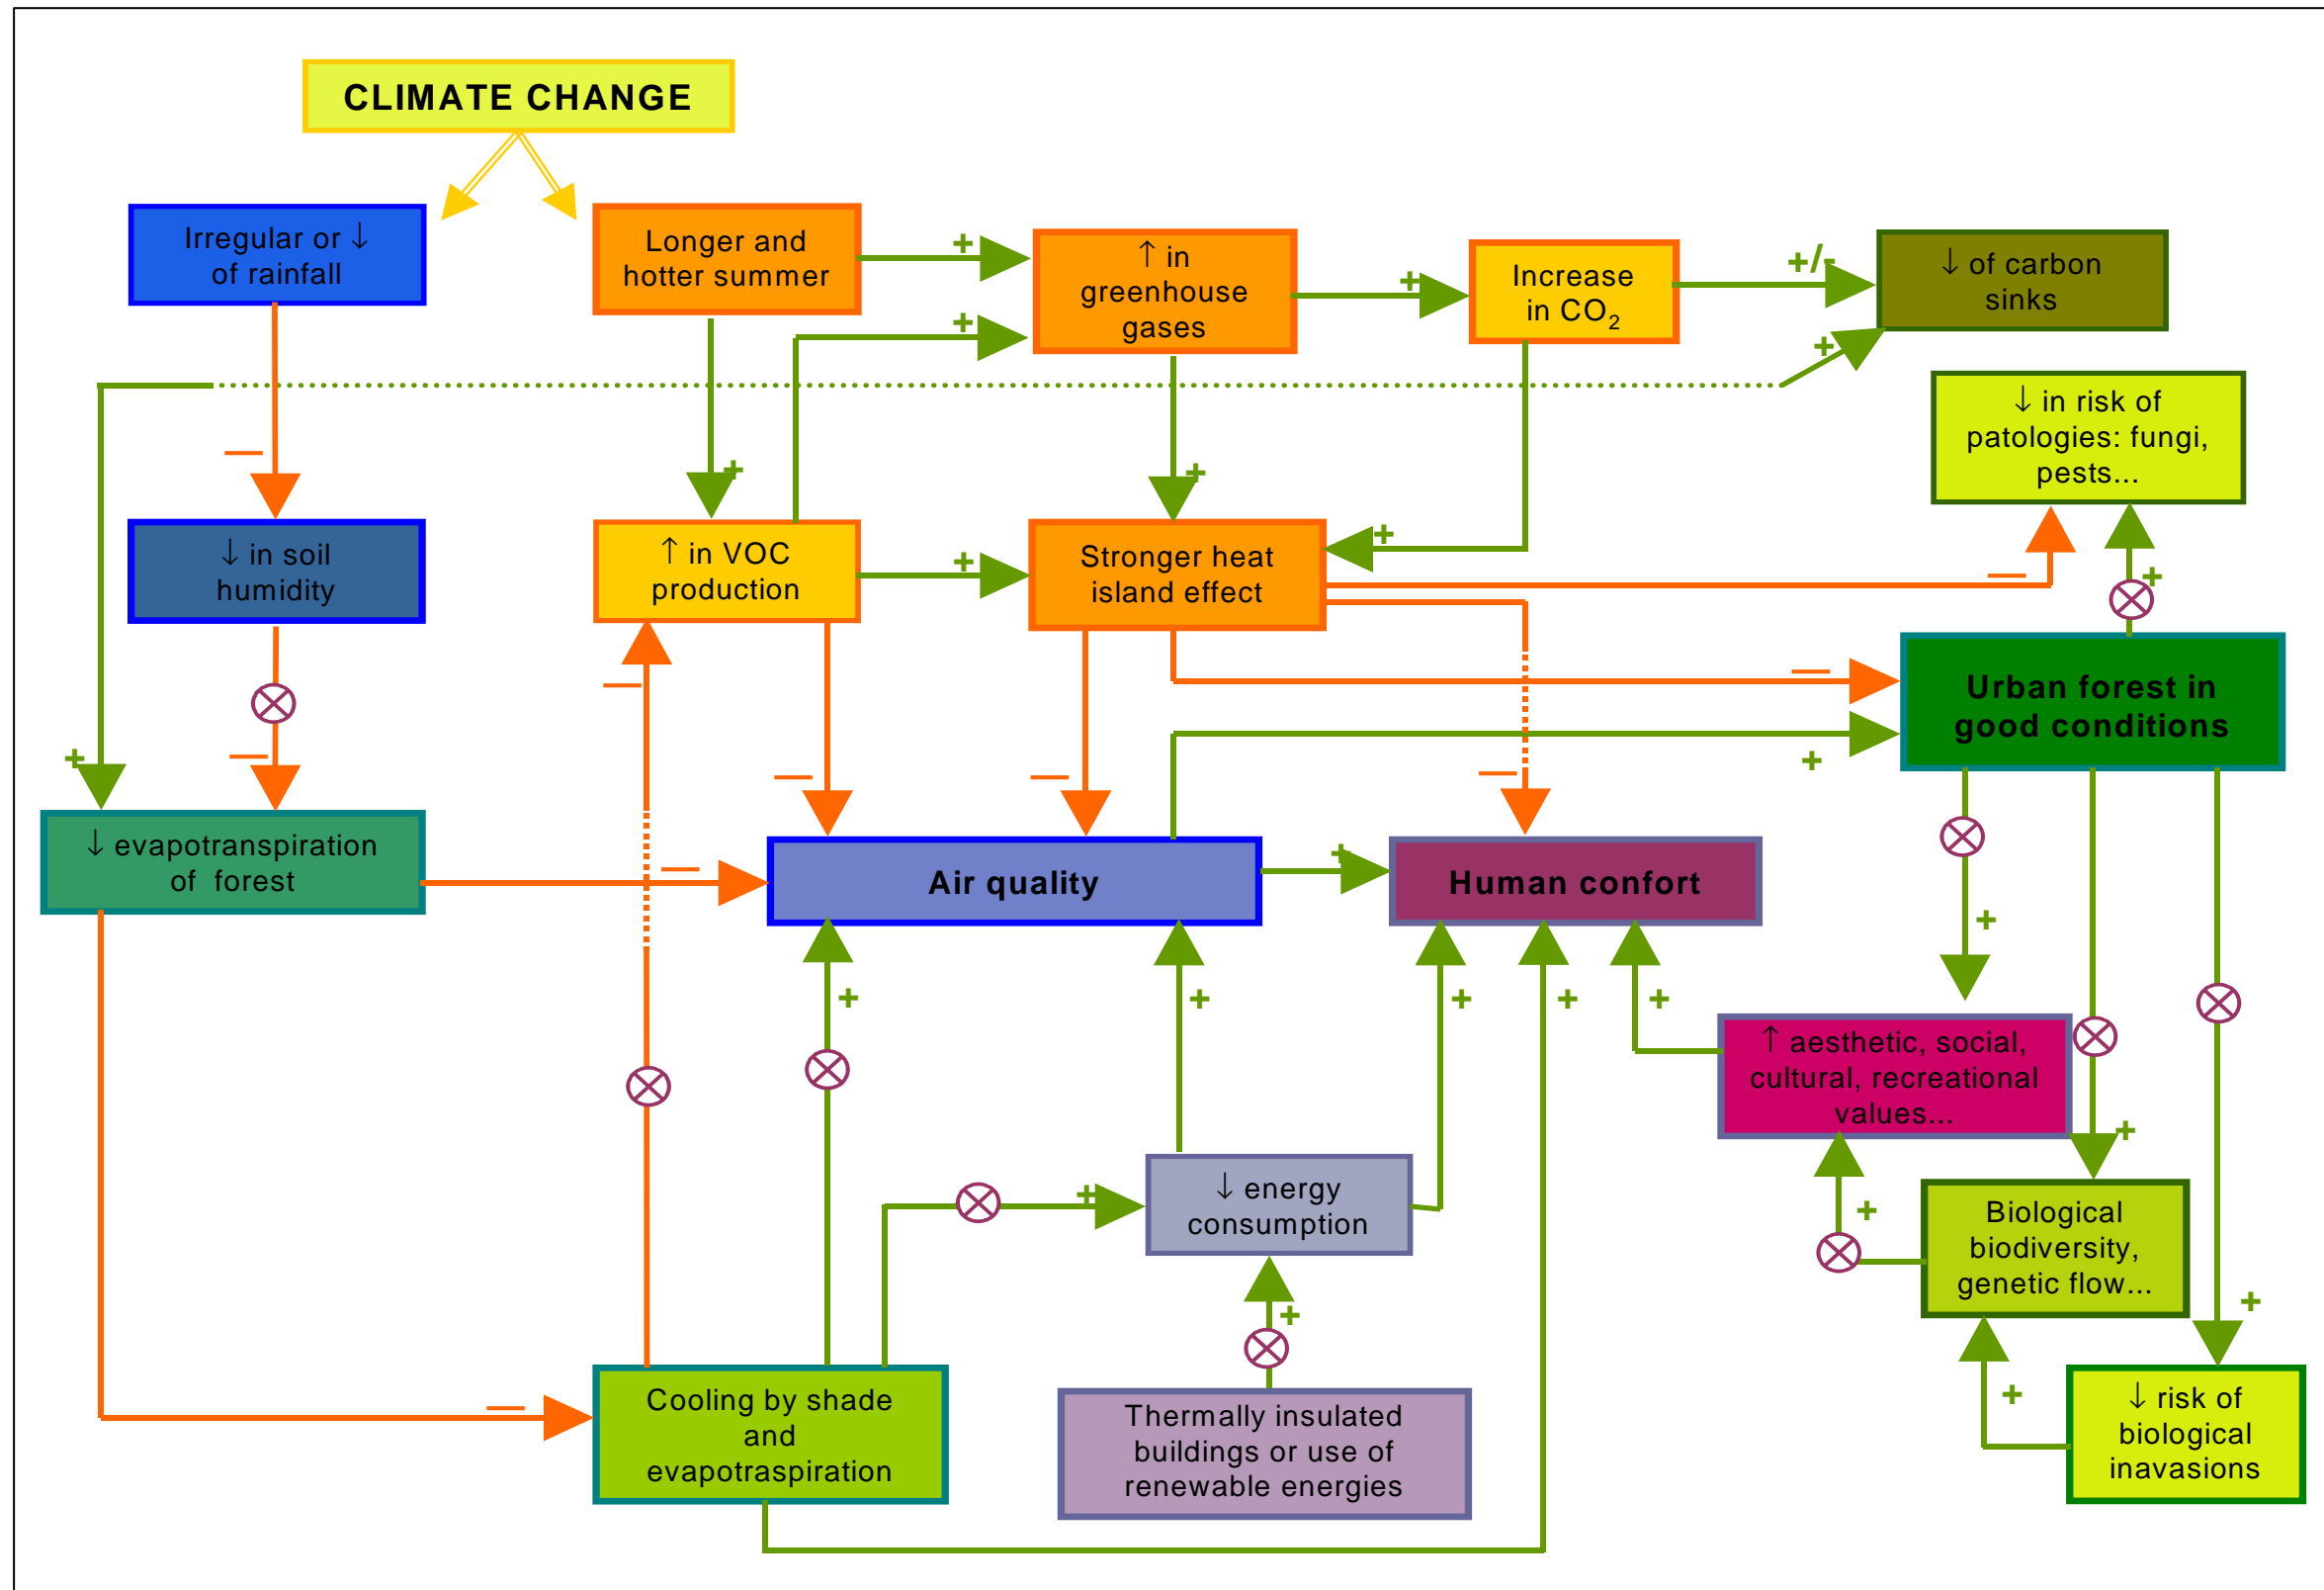 CLIMATE CHANGE
Irregular or ↓
of rainfall
Longer and
hotter summer
+
↑ in
greenhouse
gases
+
Increase
in CO₂
+/-
↓ of carbon
sinks
+
+
↓ in risk of
patologies: fungi,
pests...
—
+
+
+
—
+
↓ in soil
humidity
↑ in VOC
production
+
Stronger heat
island effect
—
—
—
Urban forest in
good conditions
+
—
—
—
—
+
↓ evapotranspiration
of forest
—
Air quality
+
Human confort
+
+
+
+
+
+
↑ aesthetic, social,
cultural, recreational
values...
+
+
↓ energy
consumption
+
Biological
biodiversity,
genetic flow...
+
+
—
Cooling by shade
and
evapotraspiration
Thermally insulated
buildings or use of
renewable energies
+
↓ risk of
biological
inavasions